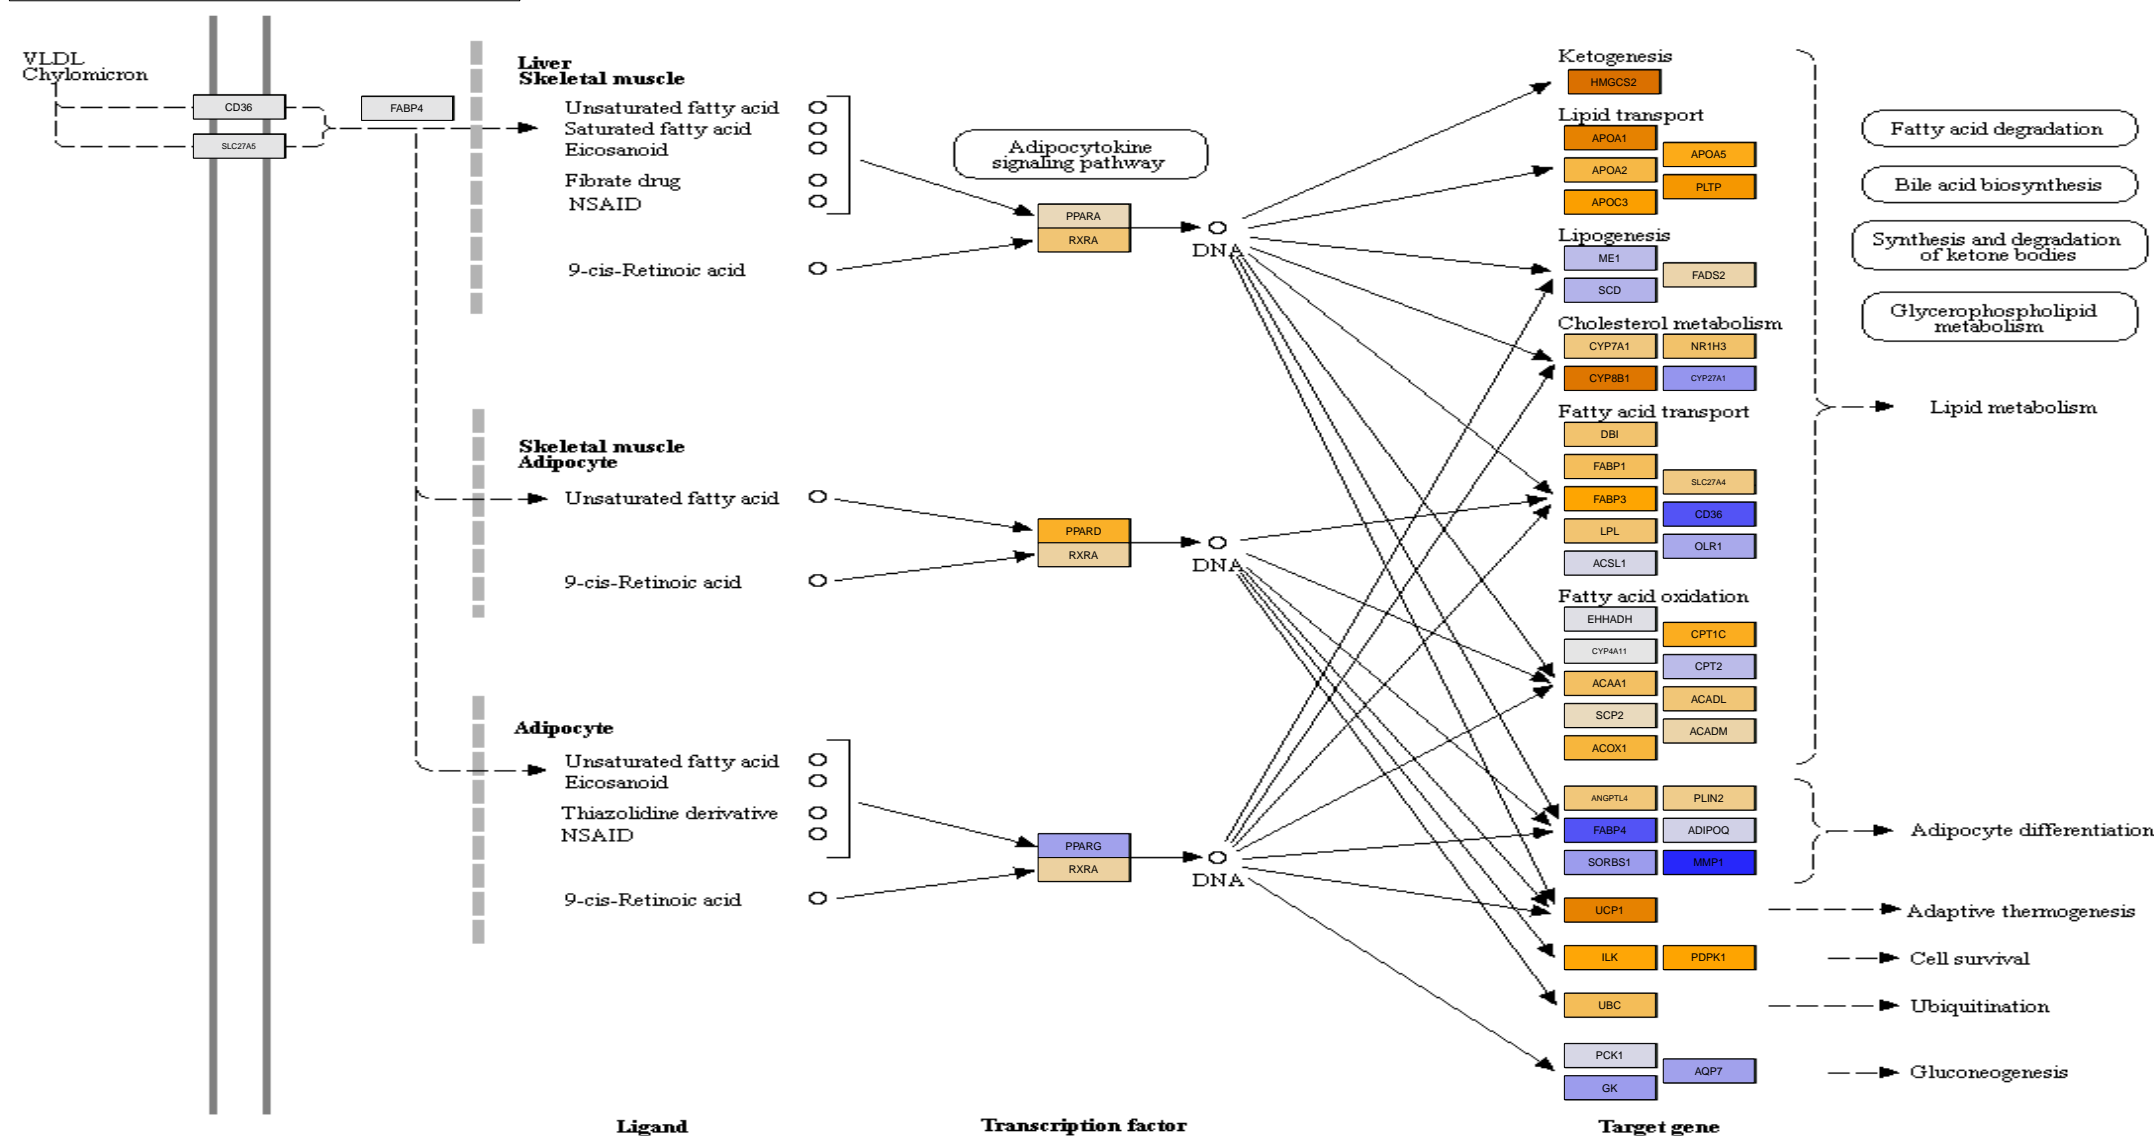 VLDL
Chylomicron
CD36
SLC27A5
FABP4
Liver
Skeletal muscle
Unsaturated fatty acid
Saturated fatty acid
Eicosanoid
Fibrate drug
NSAID
9-cis-Retinoic acid
Skeletal muscle
Adipocyte
Unsaturated fatty acid
9-cis-Retinoic acid
Adipocyte
Unsaturated fatty acid
Eicosanoid
Thiazolidine derivative
NSAID
9-cis-Retinoic acid
Ligand
Adipocytokine
signaling pathway
PPARA
RXRA
DNA
PPARD
RXRA
DNA
PPARG
RXRA
DNA
Transcription factor
Ketogenesis
HMGCS2
Lipid transport
APOA1
APOA5
APOA2
PLTP
APOC3
Lipogenesis
ME1
FADS2
SCD
Cholesterol metabolism
CYP7A1 NR1H3
CYP8B1 CYP27A1
Fatty acid transport
DBI
FABP1
SLC27A4
FABP3
CD36
LPL
OLR1
ACSL1
Fatty acid oxidation
EHHADH
CPT1C
CYP4A11
CPT2
ACAA1
ACADL
SCP2
ACADM
ACOX1
ANGPTL4 PLIN2
FABP4 ADIPOQ
SORBS1 MMP1
UCP1
ILK PDPK1
UBC
PCK1
AQP7
GK
Target gene
Fatty acid degradation
Bile acid biosynthesis
Synthesis and degradation
of ketone bodies
Glycerophospholipid
metabolism
Lipid metabolism
Adipocyte differentiation
Adaptive thermogenesis
Cell survival
Ubiquitination
Gluconeogenesis